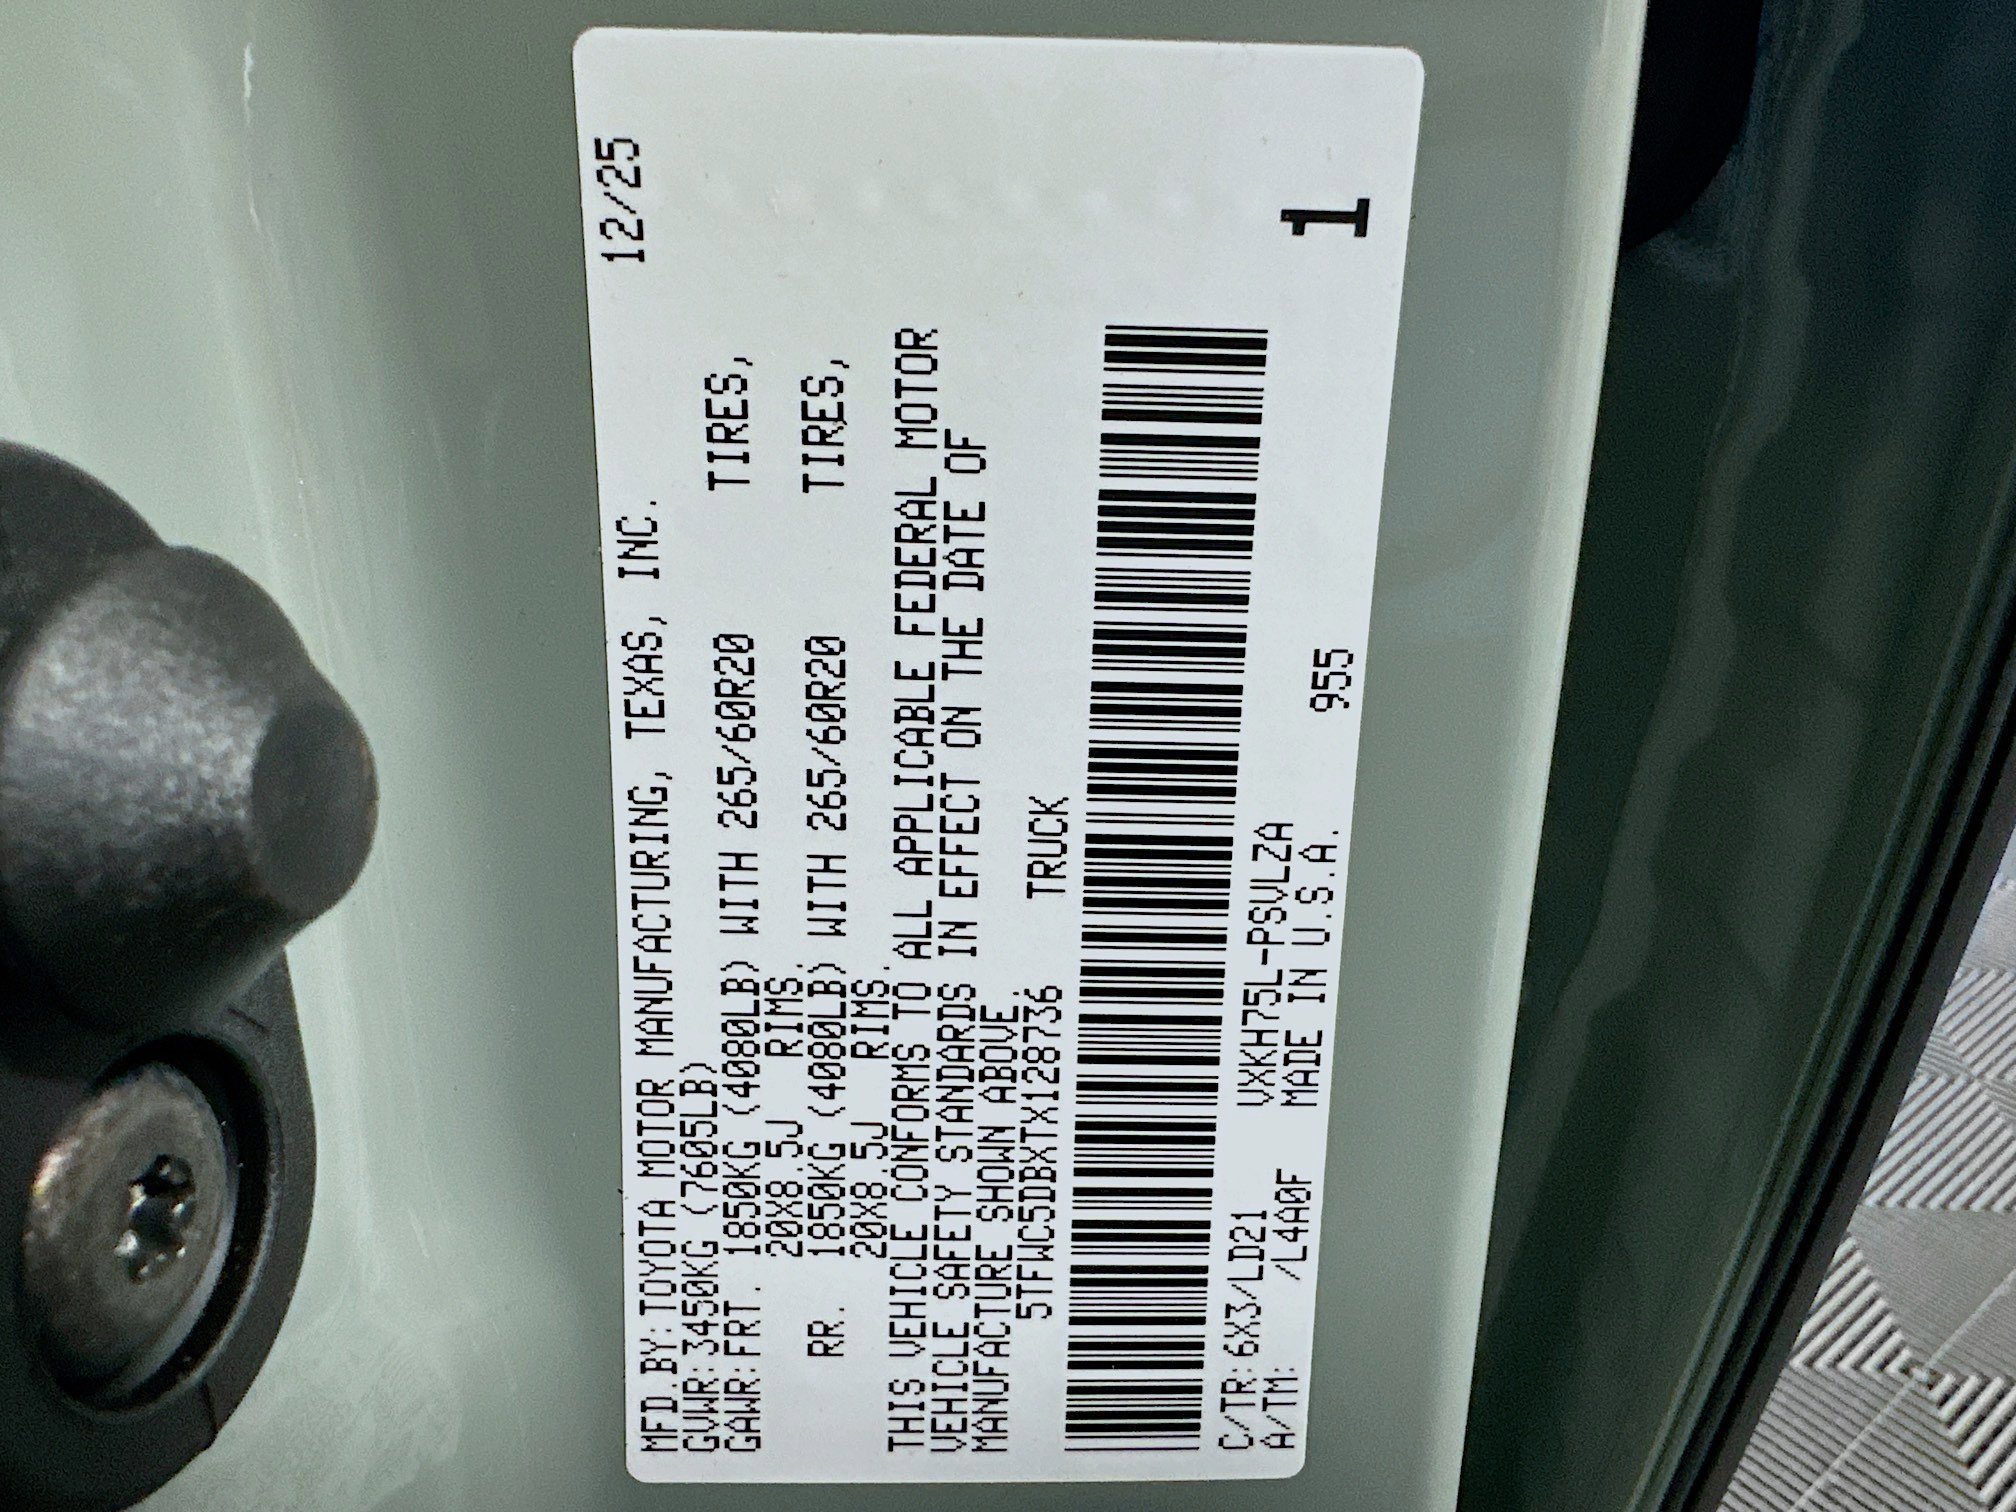 MFD.BY:TOYOTA MOTOR MANUFACTURING, TEXAS, INC. 12/25
GVWR:3450KG (7605LB)
GAWR:FRT. 1850KG (4080LB) WITH 265/60R20 TIRES,
20X8.5J RIMS.
RR. 1850KG (4080LB) WITH 265/60R20 TIRES,
20X8.5J RIMS.
THIS VEHICLE CONFORMS TO ALL APPLICABLE FEDERAL MOTOR
VEHICLE SAFETY STANDARDS IN EFFECT ON THE DATE OF
MANUFACTURE SHOWN ABOVE.
5TFWC5DBXTX128736 TRUCK
C/TR:6X3/LD21 VXKH75L-PSVLZA
A/TM: /L4A0F MADE IN U.S.A. 955
1